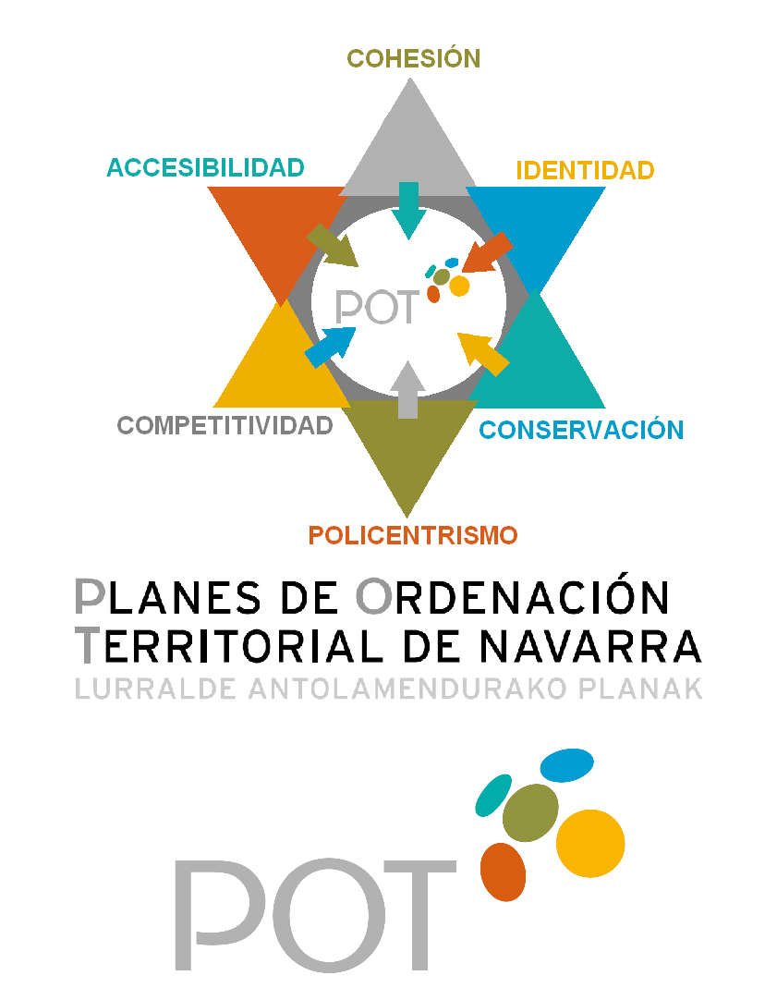 COHESIÓN
ACCESIBILIDAD
IDENTIDAD
POT
COMPETITIVIDAD
CONSERVACIÓN
POLICENTRISMO
PLANES DE ORDENACIÓN
TERRITORIAL DE NAVARRA
LURRALDE ANTOLAMENDURAKO PLANAK
POT